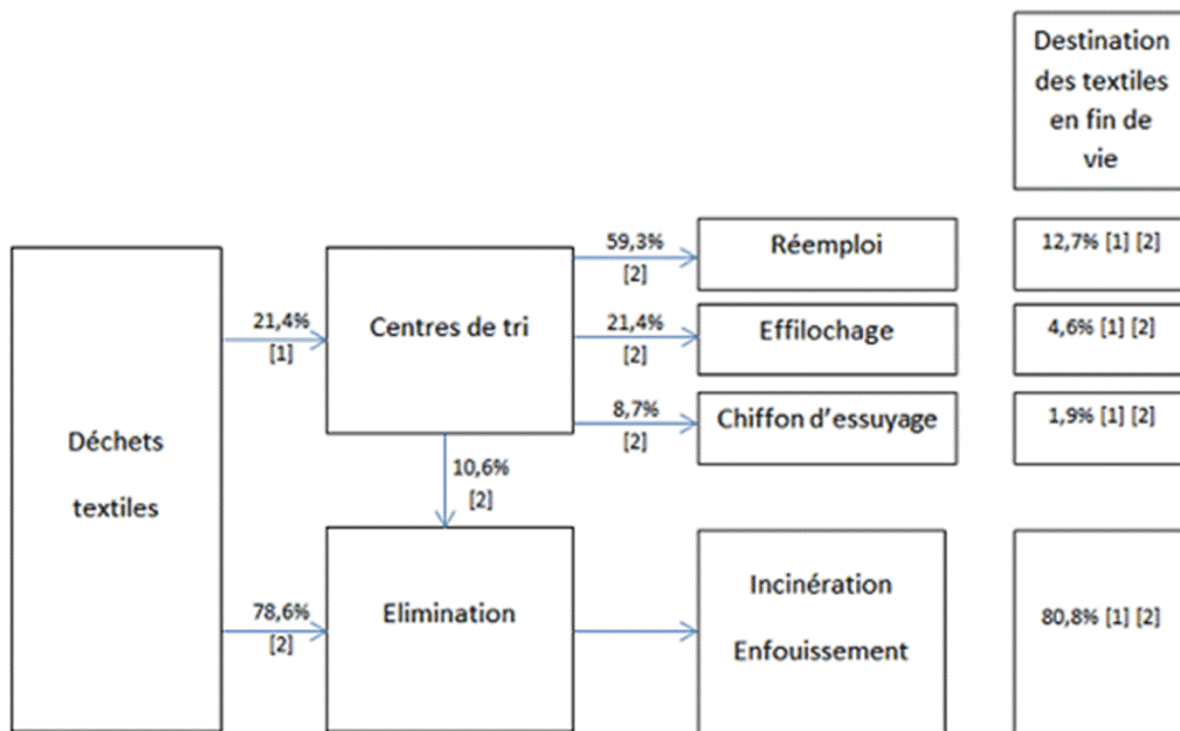 Destination
des textiles
en fin de
vie
Déchets
textiles
21,4%
[1]
78,6%
[2]
Centres de tri
10,6%
[2]
Elimination
59,3%
[2]
21,4%
[2]
8,7%
[2]
Réemploi
12,7% [1] [2]
Effilochage
4,6% [1] [2]
Chiffon d'essuyage
1,9% [1] [2]
Incinération
Enfouissement
80,8% [1] [2]